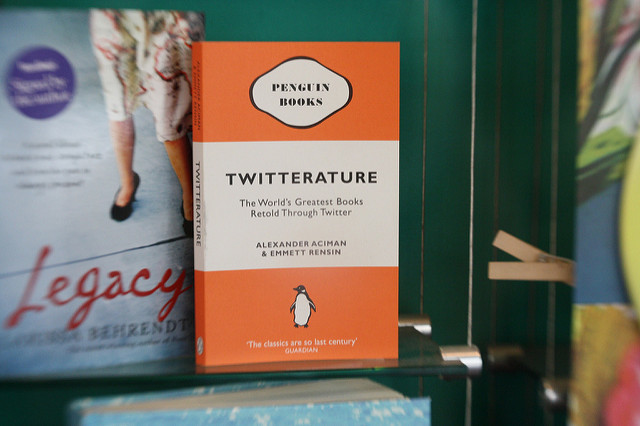 PENGUIN
BOOKS
TWITTERATURE
The World's Greatest Books
Retold Through Twitter
ALEXANDER ACIMAN
& EMMETT RENSIN
'The classics are so last century'
GUARDIAN
TWITTERATURE
Legacy
BEHRENDT